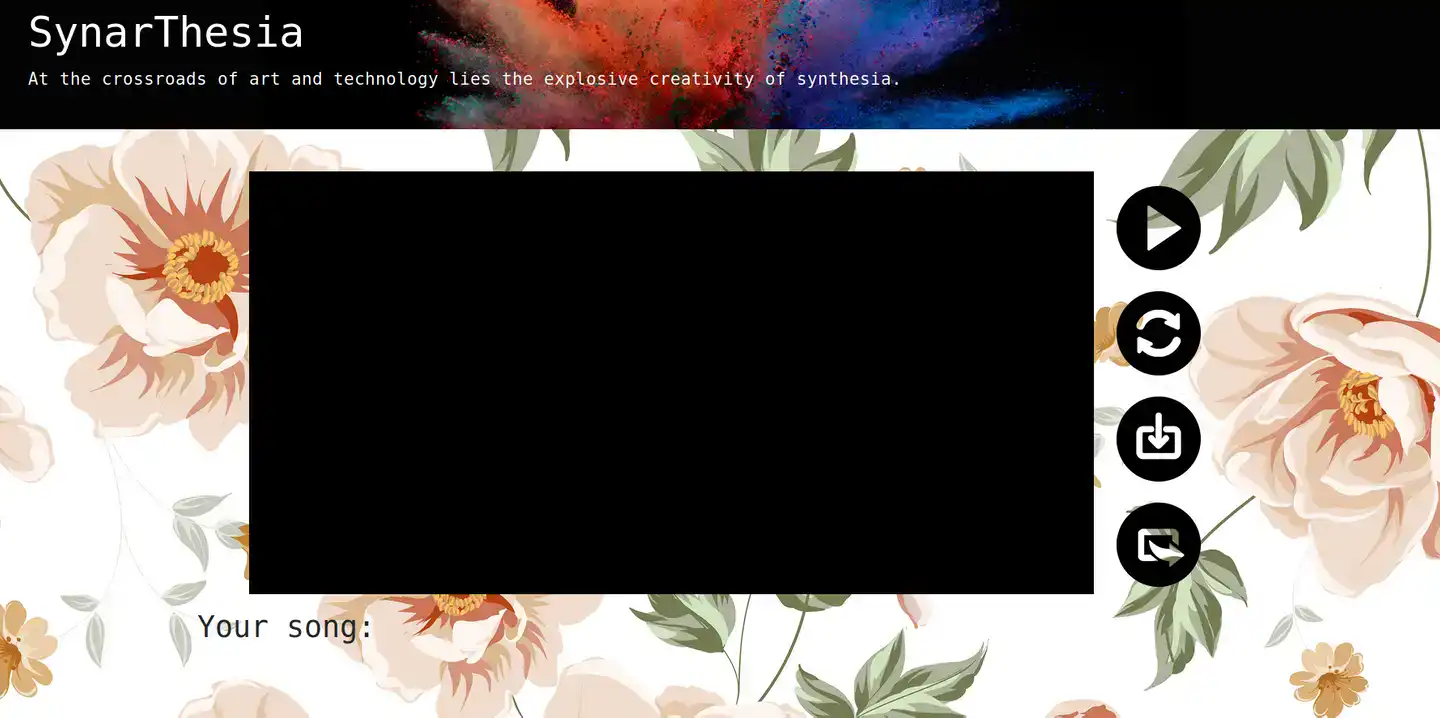 SynarThesia
At the crossroads of art and technology lies the explosive creativity of synthesia.
Your song: